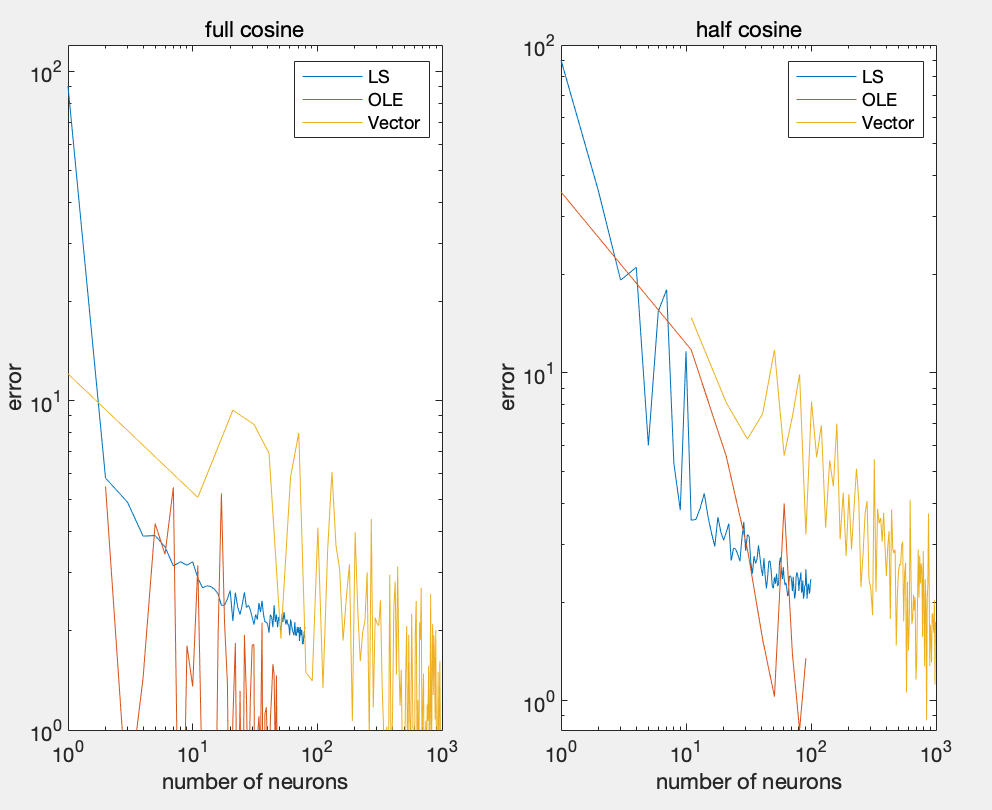 full cosine
10^2
10^1
10^0
error
LS
OLE
Vector
10^0 10^1 10^2 10^3
number of neurons
half cosine
10^2
10^1
10^0
error
LS
OLE
Vector
10^0 10^1 10^2 10^3
number of neurons